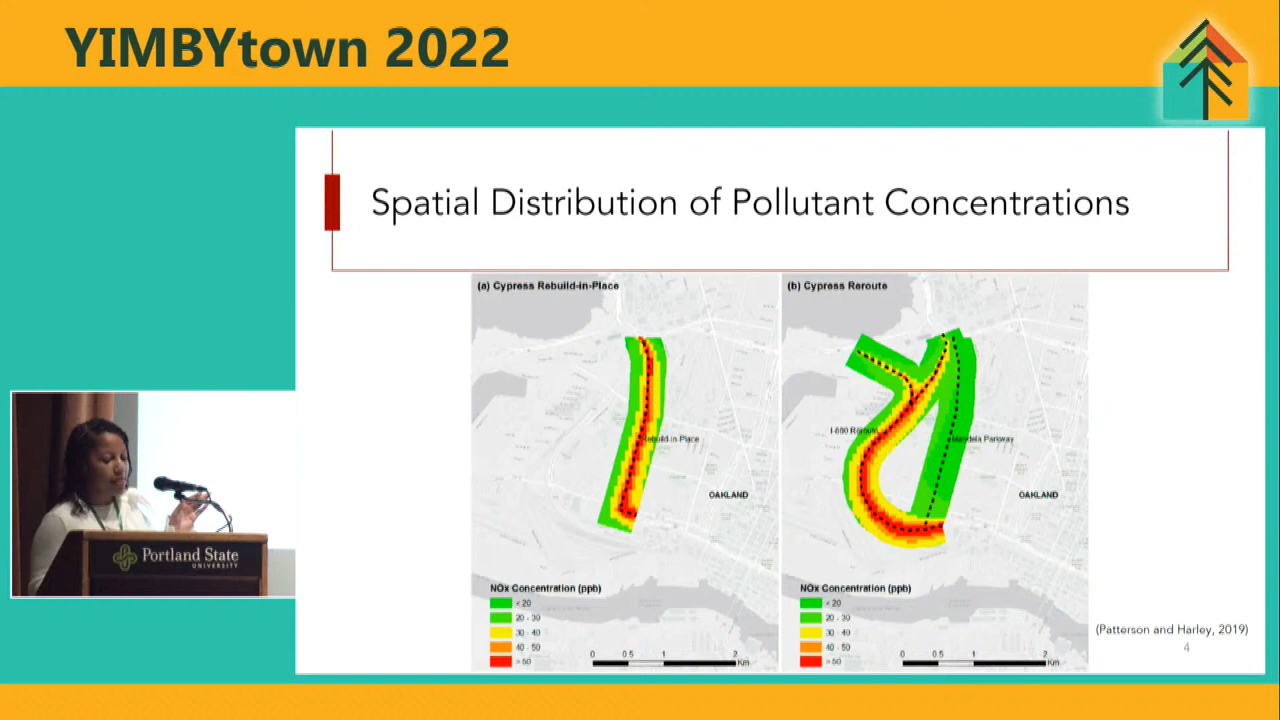 YIMBYtown 2022
Spatial Distribution of Pollutant Concentrations
(a) Cypress Rebuild-in-Place
Rebuild-in-Place
OAKLAND
NOx Concentration (ppb)
< 20
20 - 30
30 - 40
40 - 50
> 50
0 0.5 1 2
Km
(b) Cypress Reroute
I-880 Reroute
Mandela Parkway
OAKLAND
NOx Concentration (ppb)
< 20
20 - 30
30 - 40
40 - 50
> 50
0 0.5 1 2
Km
(Patterson and Harley, 2019)
4
Portland State
UNIVERSITY